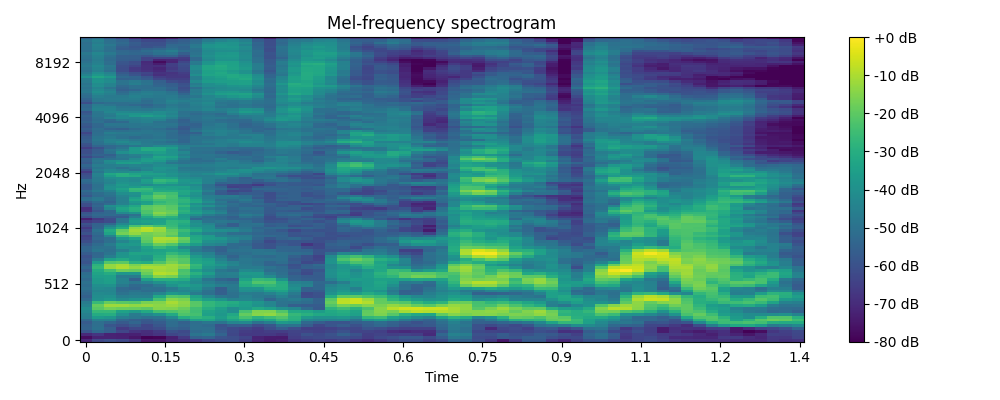 Mel-frequency spectrogram
Hz
8192
4096
2048
1024
512
0
0 0.15 0.3 0.45 0.6 0.75 0.9 1.1 1.2 1.4
Time
+0 dB
-10 dB
-20 dB
-30 dB
-40 dB
-50 dB
-60 dB
-70 dB
-80 dB